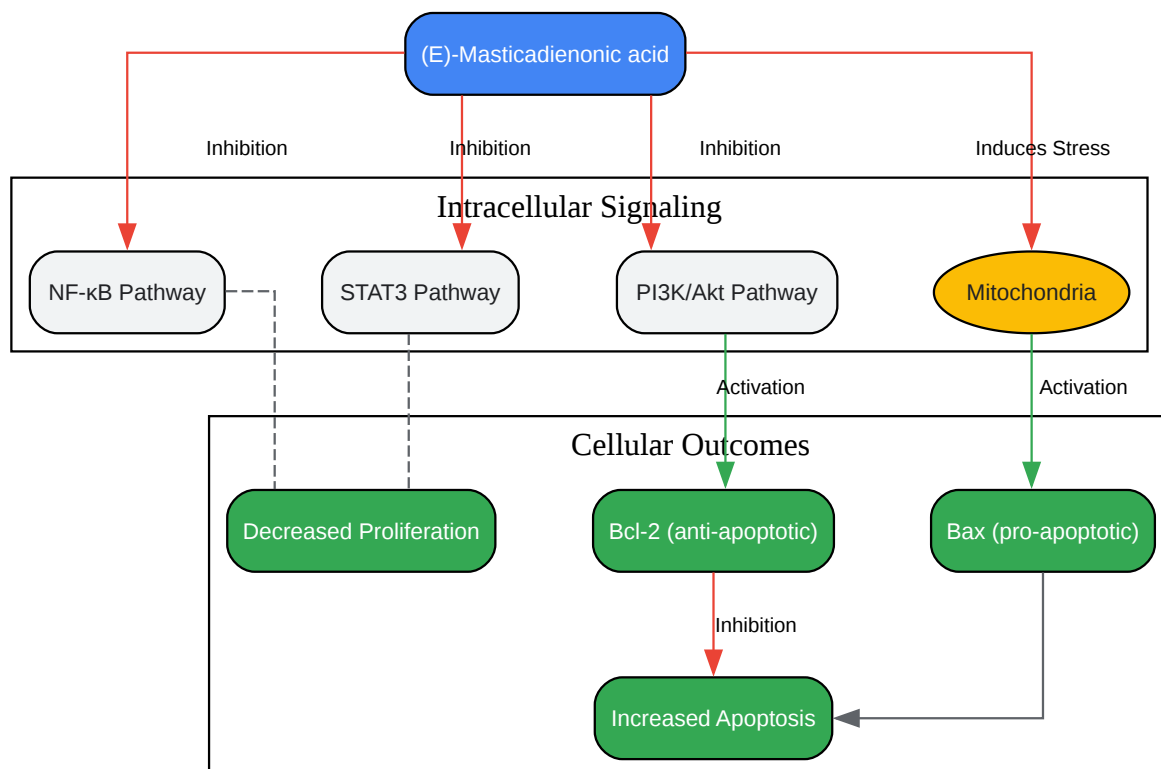 (E)-Masticadienonic acid
Inhibition
Inhibition
Inhibition
Induces Stress
Intracellular Signaling
NF-κB Pathway
STAT3 Pathway
PI3K/Akt Pathway
Mitochondria
Activation
Activation
Cellular Outcomes
Decreased Proliferation
Bcl-2 (anti-apoptotic)
Bax (pro-apoptotic)
Inhibition
Increased Apoptosis